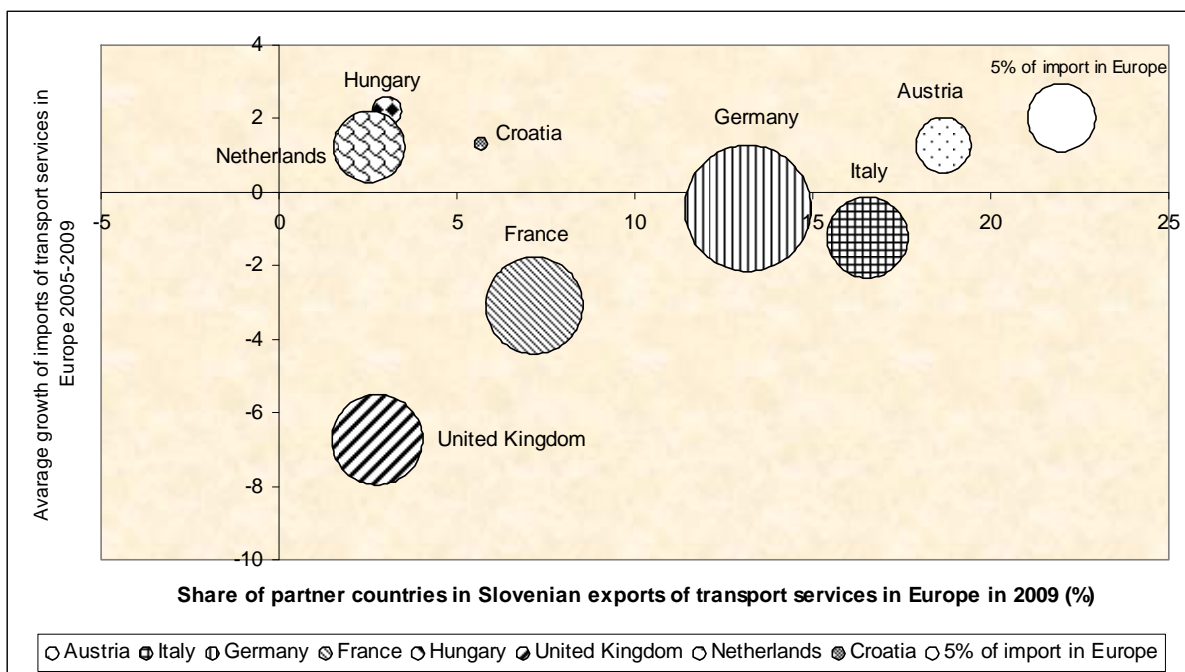 Avarage growth of imports of transport services in
Europe 2005-2009
4
2
0
-2
-4
-6
-8
-10
-5
0
5
10
15
20
25
Hungary
Netherlands
Croatia
Germany
Austria
5% of import in Europe
Italy
France
United Kingdom
Share of partner countries in Slovenian exports of transport services in Europe in 2009 (%)
Austria Italy Germany France Hungary United Kingdom Netherlands Croatia 5% of import in Europe